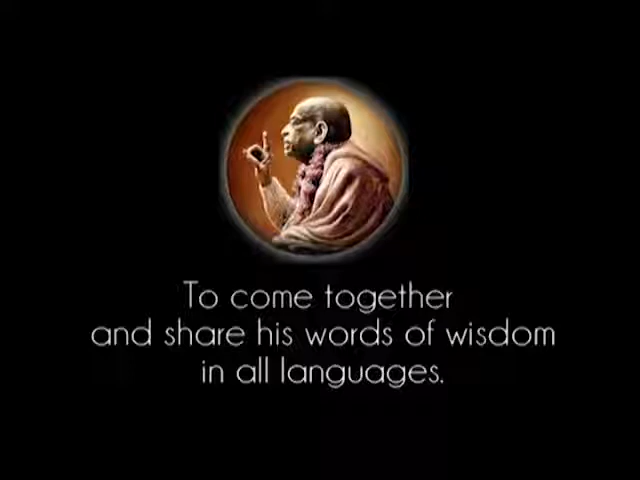 To come together
and share his words of wisdom
in all languages.